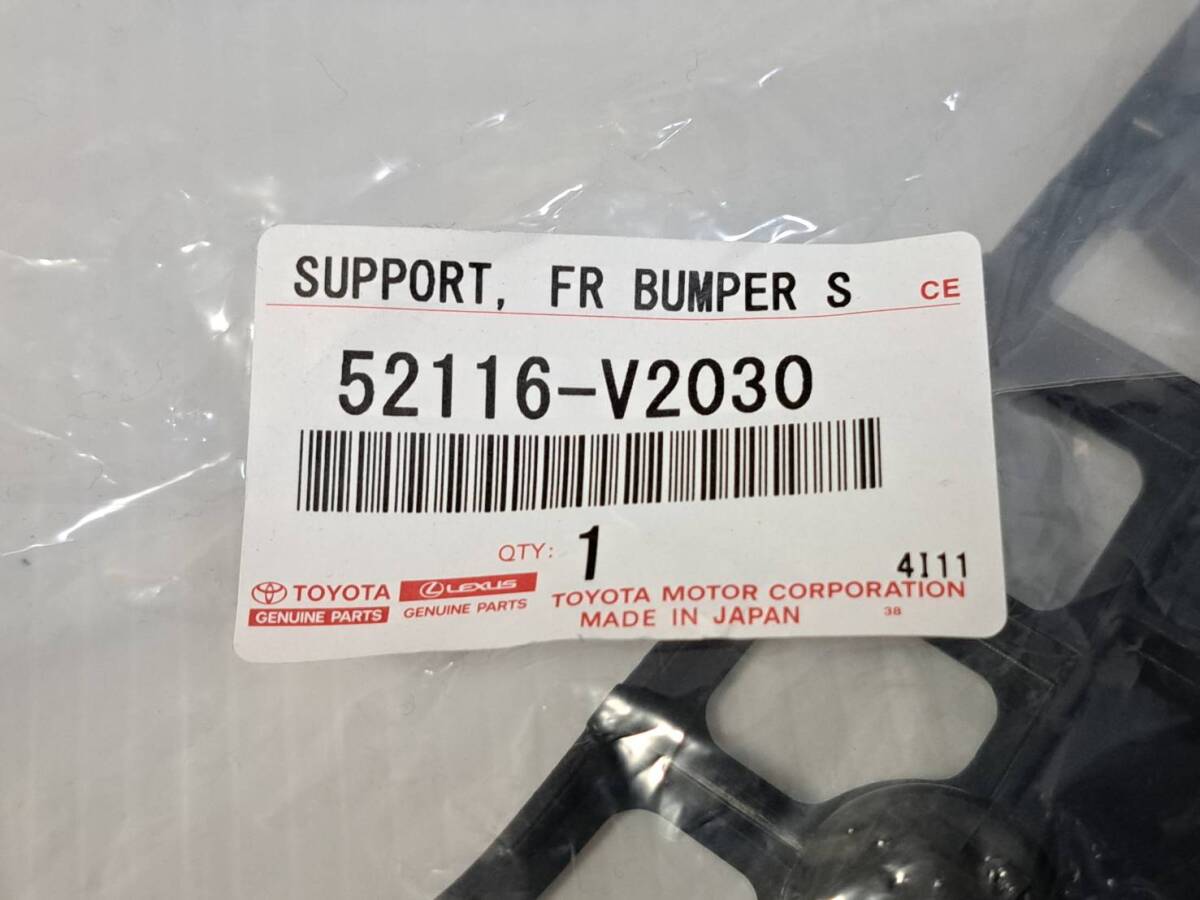 SUPPORT, FR BUMPER S CE
52116-V2030
QTY: 1
4I11
TOYOTA LEXUS TOYOTA MOTOR CORPORATION
GENUINE PARTS GENUINE PARTS MADE IN JAPAN 38